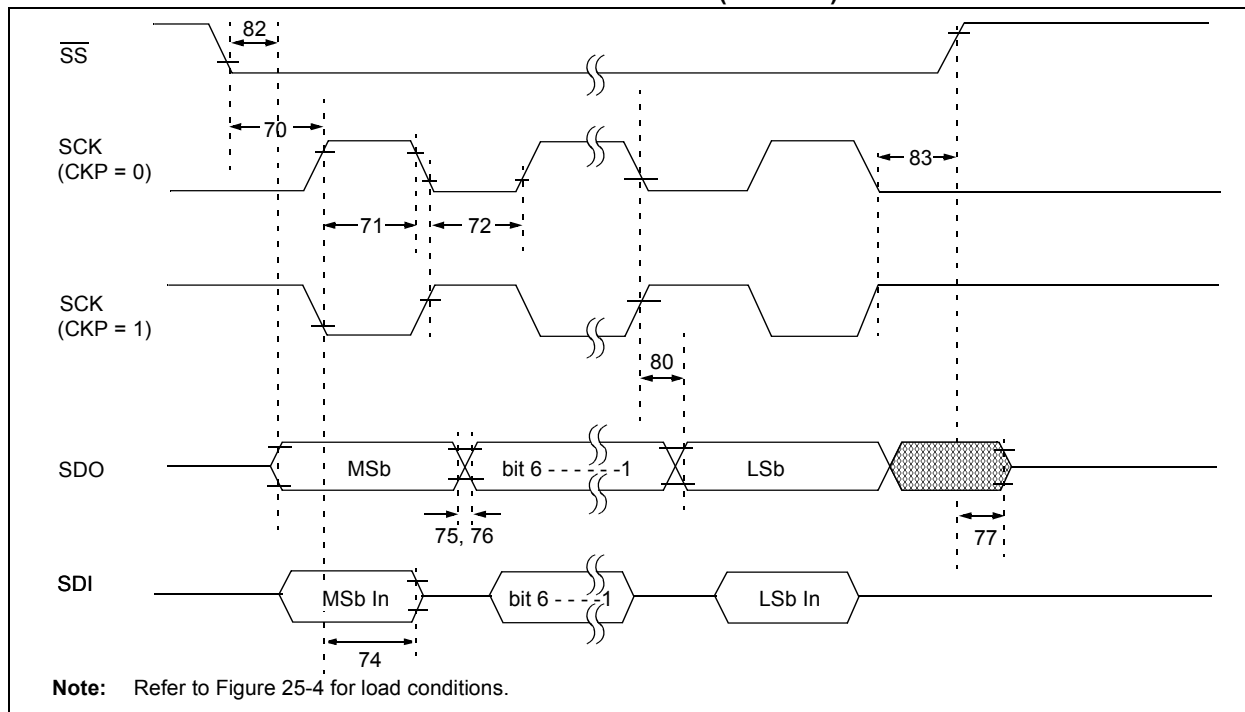 82
SS
70
SCK
(CKP = 0)
83
71
72
SCK
(CKP = 1)
80
SDO
MSb
bit 6 - - - - - -1
LSb
75, 76
77
SDI
MSb In
bit 6 - - - -1
LSb In
74
Note: Refer to Figure 25-4 for load conditions.